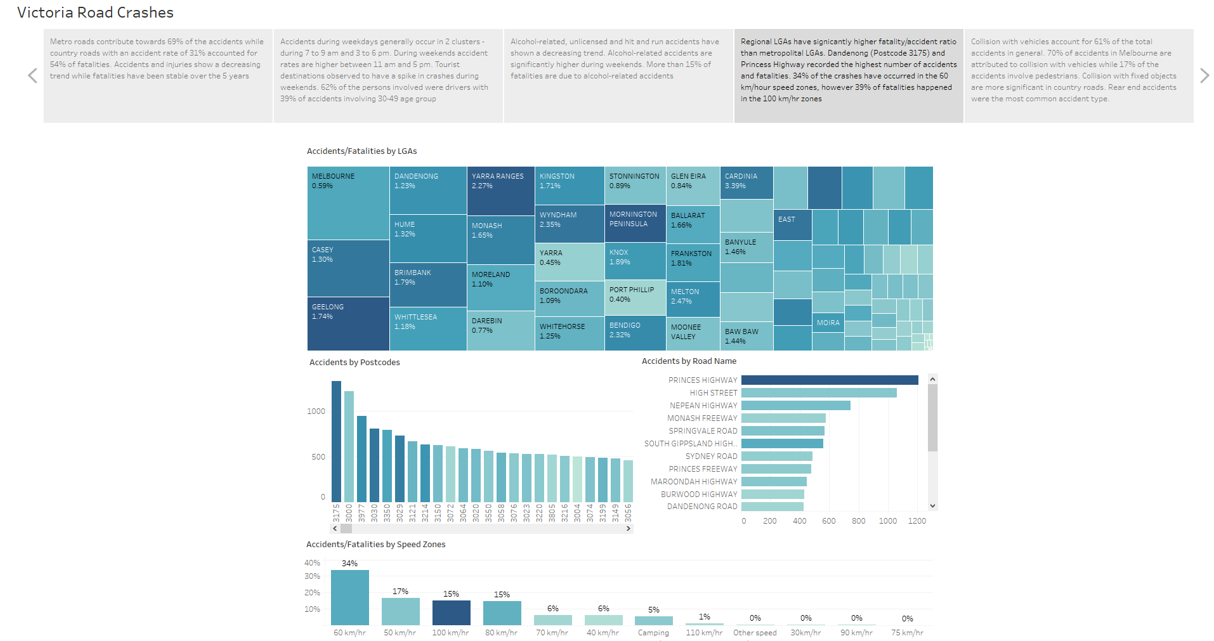 Victoria Road Crashes
Metro roads contribute towards 69% of the accidents while
country roads with an accident rate of 31% accounted for
54% of fatalities. Accidents and injuries show a decreasing
trend while fatalities have been stable over the 5 years
Accidents during weekdays generally occur in 2 clusters -
during 7 to 9 am and 3 to 6 pm. During weekends accident
rates are higher between 11 am and 5 pm. Tourist
destinations observed to have a spike in crashes during
weekends. 62% of the persons involved were drivers with
39% of accidents involving 30-49 age group
Alcohol-related, unlicensed and hit and run accidents have
shown a decreasing trend. Alcohol-related accidents are
significantly higher during weekends. More than 15% of
fatalities are due to alcohol-related accidents
Regional LGAs have signicantly higher fatality/accident ratio
than metropolital LGAs. Dandenong (Postcode 3175) and
Princess Highway recorded the highest number of accidents
and fatalities. 34% of the crashes have occurred in the 60
km/hour speed zones, however 39% of fatalities happened
in the 100 km/hr zones
Collision with vehicles account for 61% of the total
accidents in general. 70% of accidents in Melbourne are
attributed to collision with vehicles while 17% of the
accidents involve pedestrians. Collision with fixed objects
are more significant in country roads. Rear end accidents
were the most common accident type.
Accidents/Fatalities by LGAs
MELBOURNE
0.59%
CASEY
1.30%
GEELONG
1.74%
DANDENONG
1.23%
HUME
1.32%
BRIMBANK
1.79%
WHITTLESEA
1.18%
YARRA RANGES
2.27%
MONASH
1.65%
MORELAND
1.10%
DAREBIN
0.77%
KINGSTON
1.71%
WYNDHAM
2.35%
YARRA
0.45%
BOROONDARA
1.09%
WHITEHORSE
1.25%
STONNINGTON
0.89%
MORNINGTON
PENINSULA
KNOX
1.89%
PORT PHILLIP
0.40%
BENDIGO
2.32%
GLEN EIRA
0.84%
BALLARAT
1.66%
FRANKSTON
1.81%
MELTON
2.47%
MOONEE
VALLEY
CARDINIA
3.39%
BANYULE
1.46%
BAW BAW
1.44%
EAST
MOIRA
Accidents by Postcodes
1000
500
0
3175
3000
3977
3030
3350
3029
3121
3214
3150
3072
3064
3020
3550
3058
3076
3023
3220
3805
3216
3004
3074
3199
3149
3056
Accidents by Road Name
PRINCES HIGHWAY
HIGH STREET
NEPEAN HIGHWAY
MONASH FREEWAY
SPRINGVALE ROAD
SOUTH GIPPSLAND HIGH..
SYDNEY ROAD
PRINCES FREEWAY
MAROONDAH HIGHWAY
BURWOOD HIGHWAY
DANDENONG ROAD
0 200 400 600 800 1000 1200
Accidents/Fatalities by Speed Zones
40%
30%
20%
10%
34% 17% 15% 15% 6% 6% 5% 1% 0% 0% 0% 0%
60 km/hr 50 km/hr 100 km/hr 80 km/hr 70 km/hr 40 km/hr Camping 110 km/hr Other speed 30km/hr 90 km/hr 75 km/hr